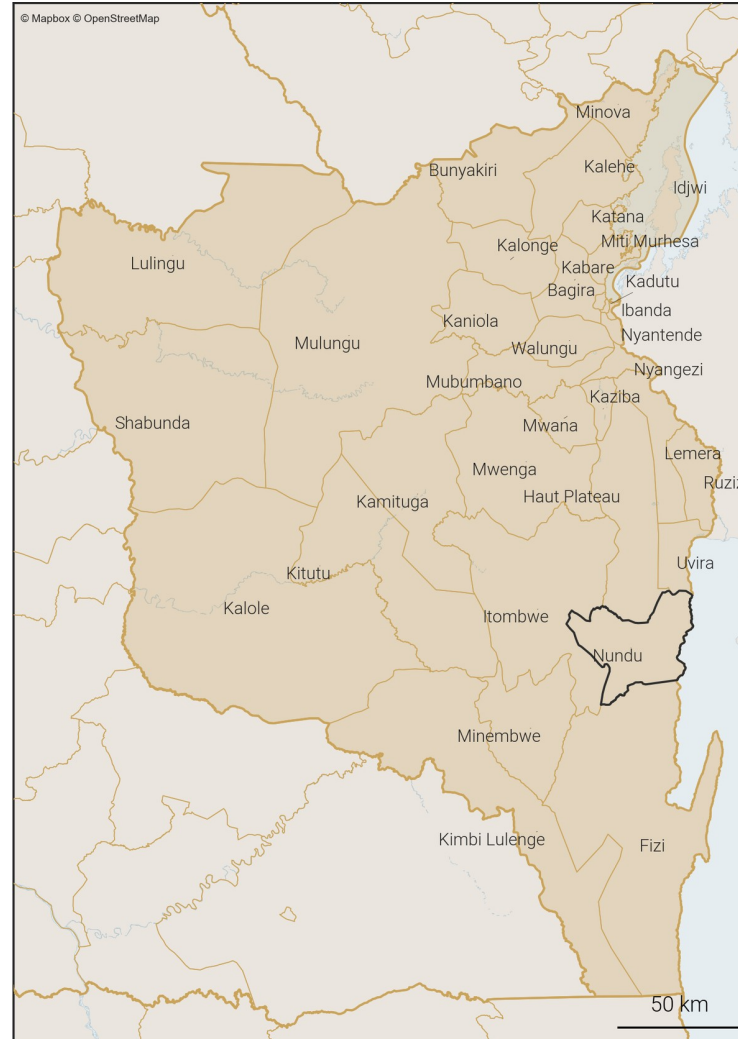 © Mapbox © OpenStreetMap
Minova
Bunyakiri
Kalehe
Idjwi
Katana
Miti Murhesa
Kalonge
Lulingu
Kabare
Kadutu
Bagira
Ibanda
Kaniola
Nyantende
Mulungu
Walungu
Nyangezi
Mubumbano
Kaziba
Shabunda
Mwana
Lemera
Mwenga
Ruziz
Haut Plateau
Kamituga
Uvira
Kitutu
Kalole
Itombwe
Nundu
Minembwe
Kimbi Lulenge
Fizi
50 km